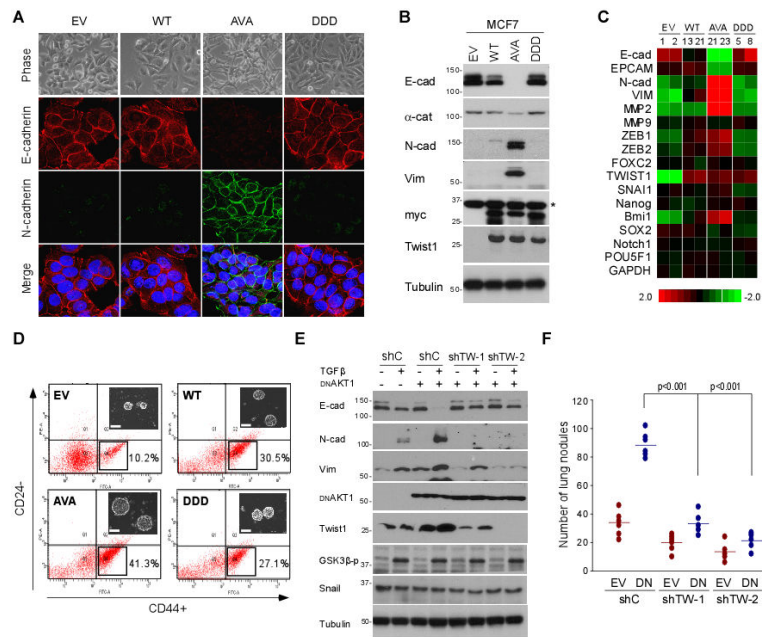 A
EV WT AVA DDD
Phase
E-cadherin
N-cadherin
Merge
B
MCF7
EV WT AVA DDD
E-cad 150- 100-
α-cat 100-
N-cad 150-
Vim 50-
myc 37- *
Twist1 25-
Tubulin 50-
C
EV WT AVA DDD
1 2 13 21 21 23 5 8
E-cad
EPCAM
N-cad
VIM
MMP2
MMP9
ZEB1
ZEB2
FOXC2
TWIST1
SNAI1
Nanog
Bmi1
SOX2
Notch1
POU5F1
GAPDH
2.0 -2.0
D
EV 10.2%
WT 30.5%
AVA 41.3%
DDD 27.1%
CD24-
CD44+
E
shC shC shTW-1 shTW-2
TGFβ - + - + - + - +
DNAKT1 - - + + + + + +
E-cad 150- 100-
N-cad 100-
Vim 50-
DNAKT1 50-
Twist1 25-
GSK3β-p 37-
Snail 25-
Tubulin 50-
F
p<0.001 p<0.001
Number of lung nodules
120
100
80
60
40
20
0
EV DN EV DN EV DN
shC shTW-1 shTW-2